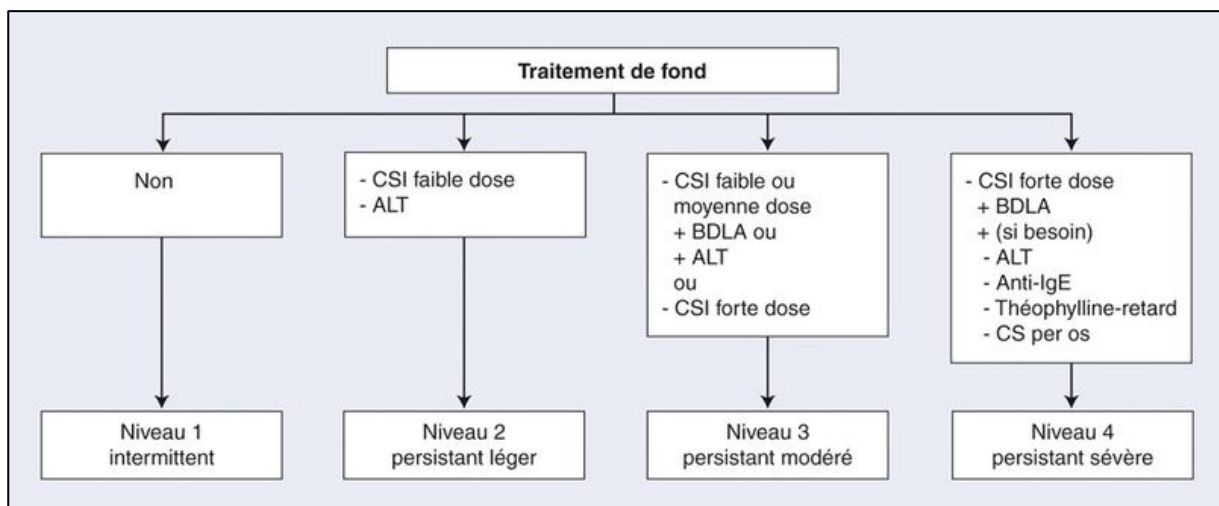 Traitement de fond
Non
- CSI faible dose
- ALT
- CSI faible ou
moyenne dose
+ BDLA ou
+ ALT
ou
- CSI forte dose
- CSI forte dose
+ BDLA
+ (si besoin)
- ALT
- Anti-IgE
- Théophylline-retard
- CS per os
Niveau 1
intermittent
Niveau 2
persistant léger
Niveau 3
persistant modéré
Niveau 4
persistant sévère